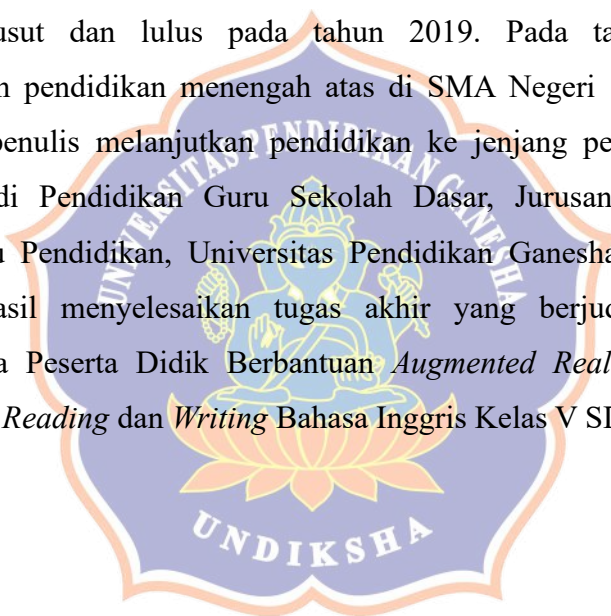 usut dan lulus pada tahun 2019. Pada ta
n pendidikan menengah atas di SMA Negeri
penulis melanjutkan pendidikan ke jenjang pe
di Pendidikan Guru Sekolah Dasar, Jurusan
u Pendidikan, Universitas Pendidikan Ganesha
asil menyelesaikan tugas akhir yang berjud
a Peserta Didik Berbantuan Augmented Real
Reading dan Writing Bahasa Inggris Kelas V SD
UNIVERSITAS PENDIDIKAN GANESHA
UNDIKSHA